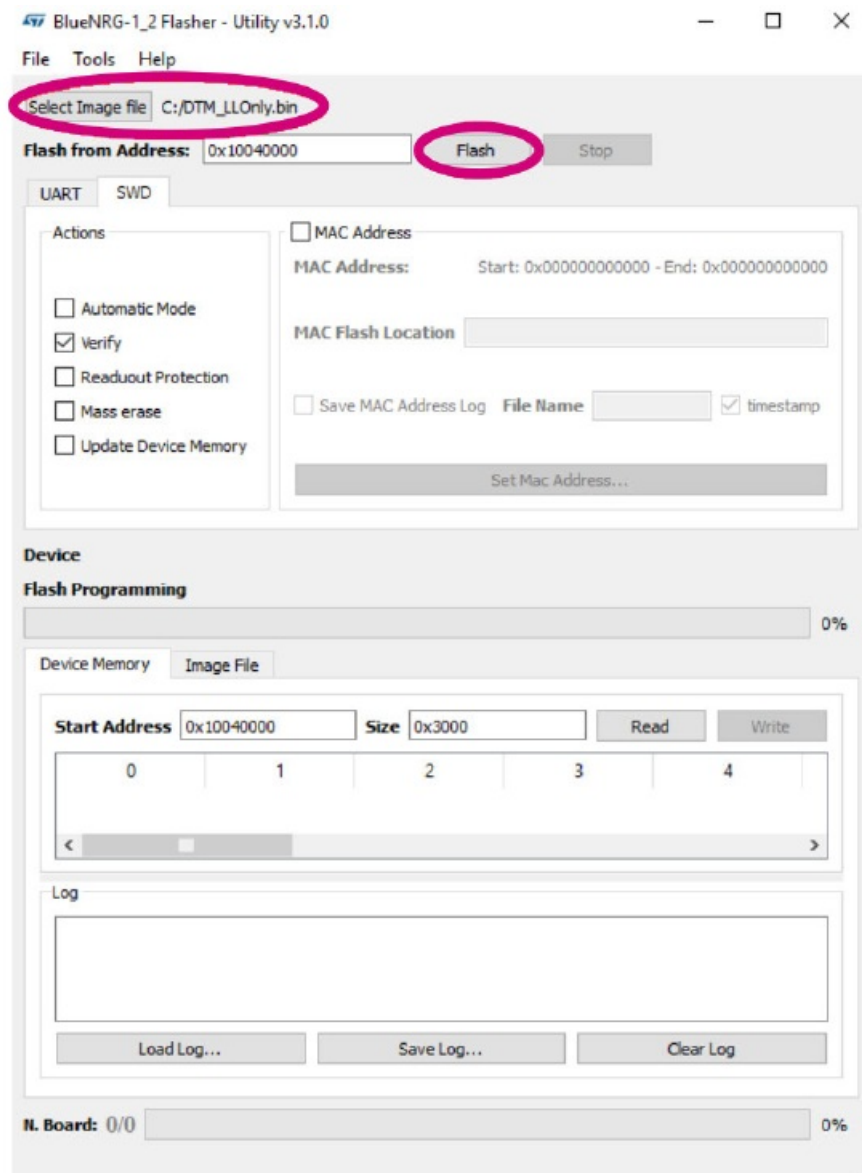 BlueNRG-1_2 Flasher - Utility v3.1.0
File Tools Help
Select Image file C:/DTM_LLOnly.bin
Flash from Address: 0x10040000 Flash Stop
UART SWD
Actions
MAC Address
MAC Address: Start: 0x000000000000 - End: 0x000000000000
Automatic Mode
MAC Flash Location
Verify
Readuout Protection
Save MAC Address Log File Name timestamp
Mass erase
Update Device Memory
Set Mac Address...
Device
Flash Programming
0%
Device Memory Image File
Start Address 0x10040000 Size 0x3000 Read Write
0 1 2 3 4
Log
Load Log... Save Log... Clear Log
N. Board: 0/0 0%